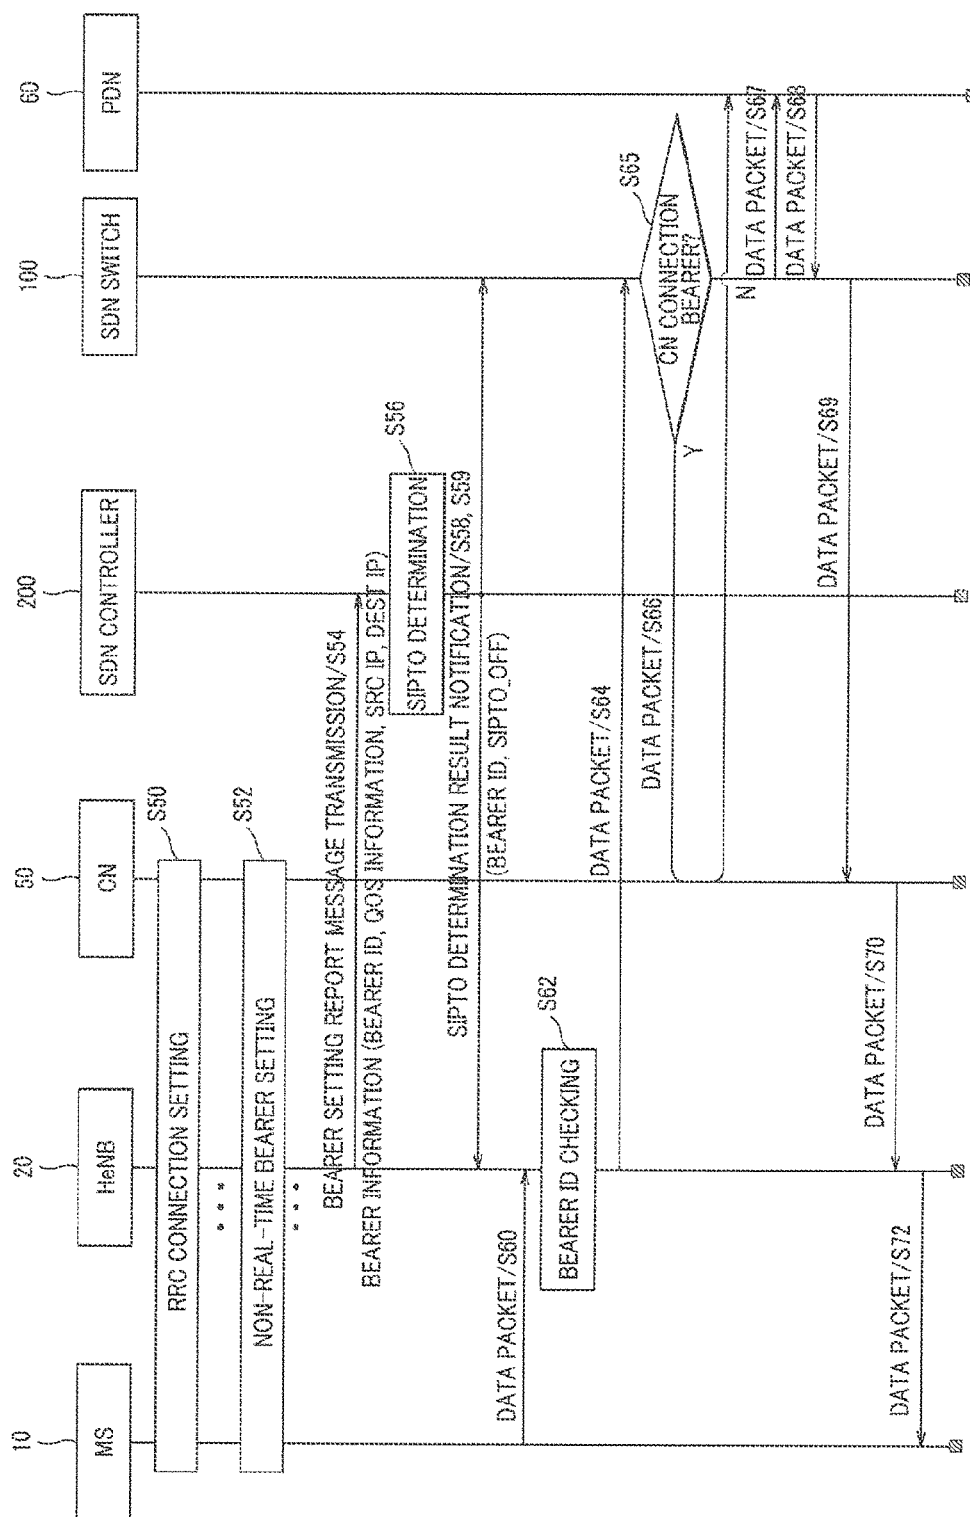 10
MS
20
HeNB
50
CN
200
SDN CONTROLLER
100
SDN SWITCH
60
PDN
RRC CONNECTION SETTING
S50
NON-REAL-TIME BEARER SETTING
S52
BEARER SETTING REPORT MESSAGE TRANSMISSION/S54
BEARER INFORMATION (BEARER ID, QOS INFORMATION, SRC IP, DEST IP)
SIPTO DETERMINATION
S56
SIPTO DETERMINATION RESULT NOTIFICATION/S58, S59
(BEARER ID, SIPTO_OFF)
DATA PACKET/S60
BEARER ID CHECKING
S62
DATA PACKET/S64
CN CONNECTION
BEARER?
S65
Y
N
DATA PACKET/S66
DATA PACKET/S67
DATA PACKET/S68
DATA PACKET/S69
DATA PACKET/S70
DATA PACKET/S72